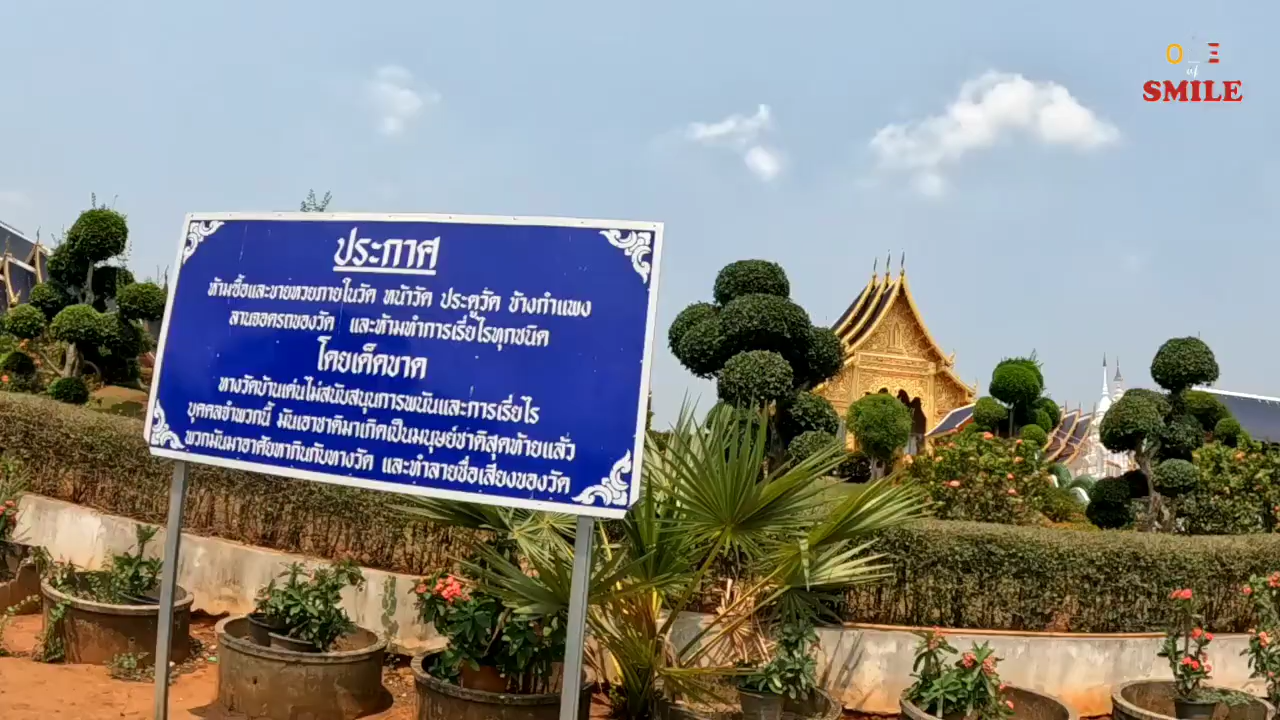 ประกาศ
ห้ามซื้อและขายหวยภายในวัด หน้าวัด ประตูวัด ข้างกำแพง
ลานจอดรถของวัด และห้ามทำการเรี่ยไรทุกชนิด
โดยเด็ดขาด
ทางวัดบ้านเด่นไม่สนับสนุนการพนันและการเรี่ยไร
บุคคลจำพวกนี้ มันเอาชาติมาเกิดเป็นมนุษย์ชาติสุดท้ายแล้ว
พวกมันมาอาศัยหากินกับทางวัด และทำลายชื่อเสียงของวัด
of
SMILE